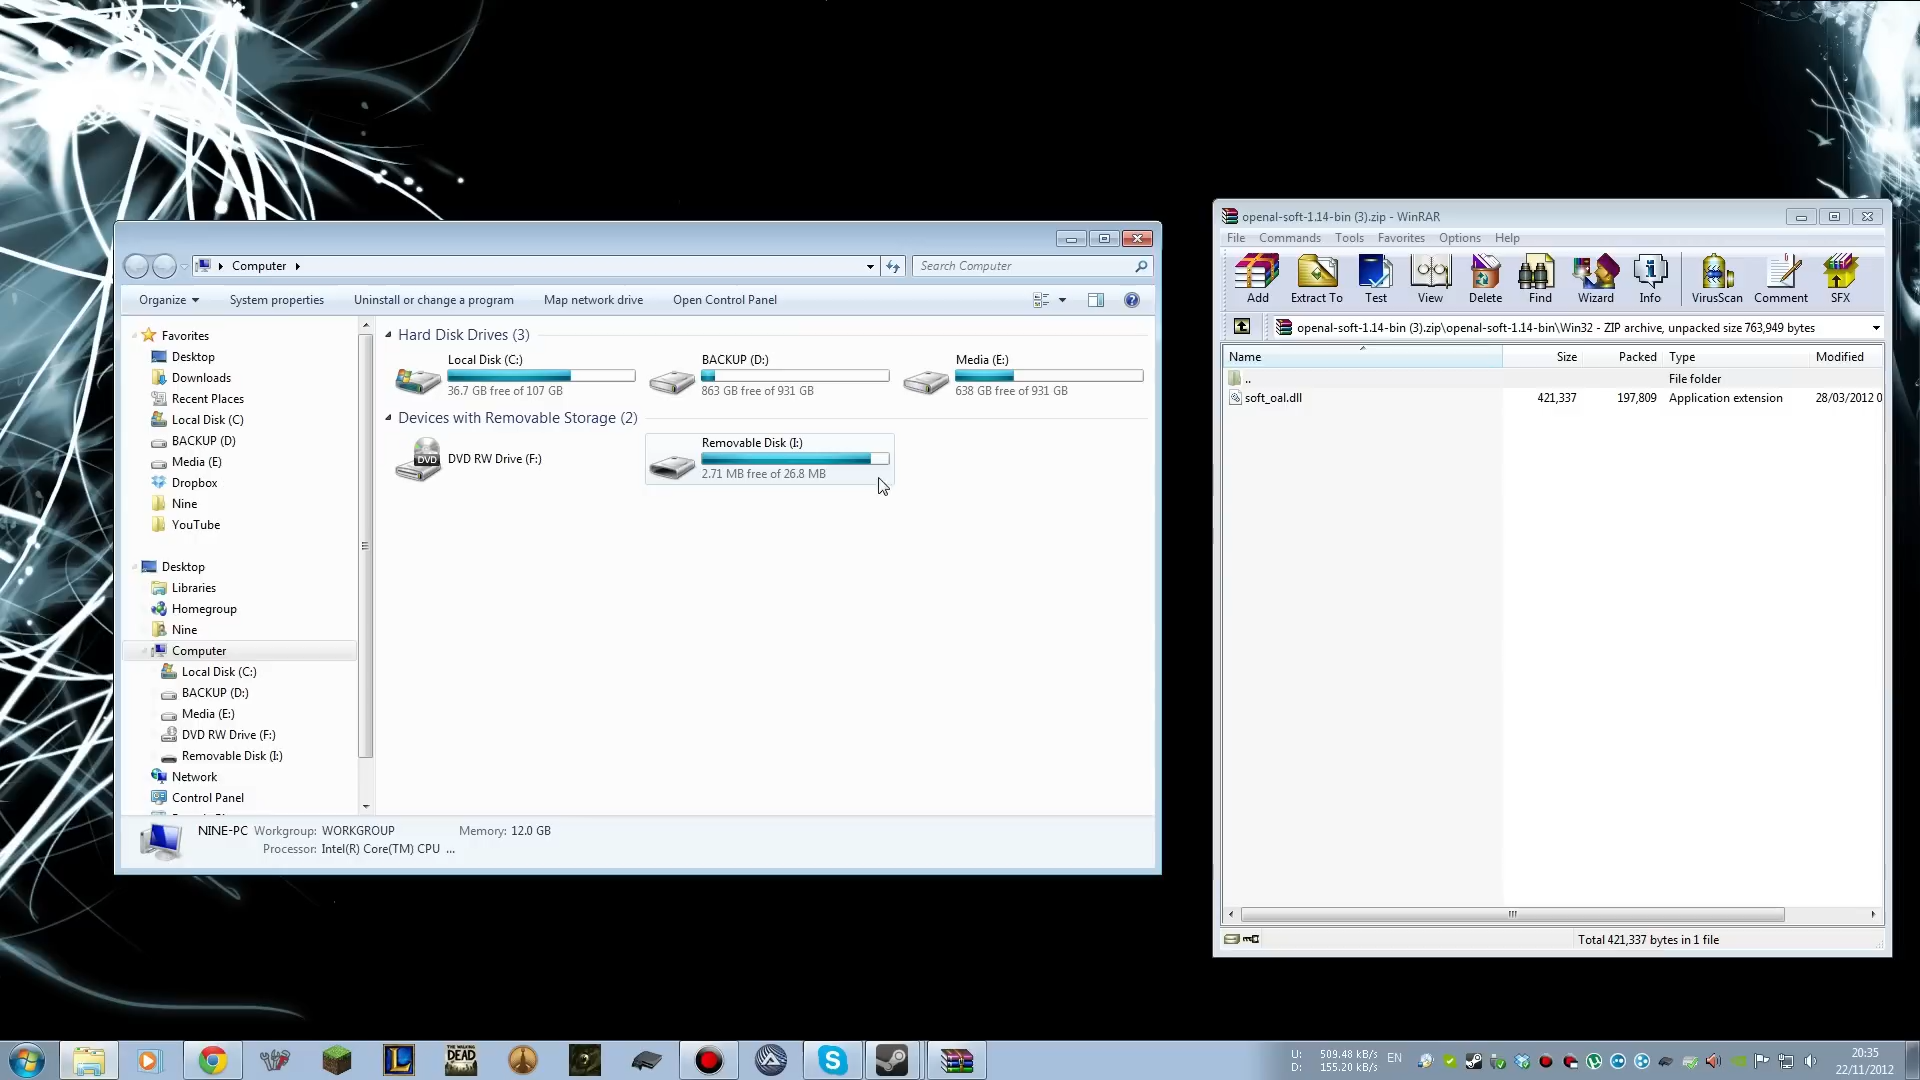 Computer
Search Computer
Organize
System properties
Uninstall or change a program
Map network drive
Open Control Panel
Favorites
Desktop
Downloads
Recent Places
Local Disk (C)
BACKUP (D)
Media (E)
Dropbox
Nine
YouTube
Desktop
Libraries
Homegroup
Nine
Computer
Local Disk (C:)
BACKUP (D:)
Media (E:)
DVD RW Drive (F:)
Removable Disk (I:)
Network
Control Panel
Hard Disk Drives (3)
Local Disk (C:)
36.7 GB free of 107 GB
BACKUP (D:)
863 GB free of 931 GB
Media (E:)
638 GB free of 931 GB
Devices with Removable Storage (2)
DVD
DVD RW Drive (F:)
Removable Disk (I:)
2.71 MB free of 26.8 MB
NINE-PC Workgroup: WORKGROUP Memory: 12.0 GB
Processor: Intel(R) Core(TM) CPU ...
openal-soft-1.14-bin (3).zip - WinRAR
File Commands Tools Favorites Options Help
Add Extract To Test View Delete Find Wizard Info VirusScan Comment SFX
openal-soft-1.14-bin (3).zip\openal-soft-1.14-bin\Win32 - ZIP archive, unpacked size 763,949 bytes
Name Size Packed Type Modified
.. File folder
soft_oal.dll 421,337 197,809 Application extension 28/03/2012 0
Total 421,337 bytes in 1 file
L
THE WALKING
DEAD
U: 509.48 kB/s
D: 155.20 kB/s
EN
20:35
22/11/2012